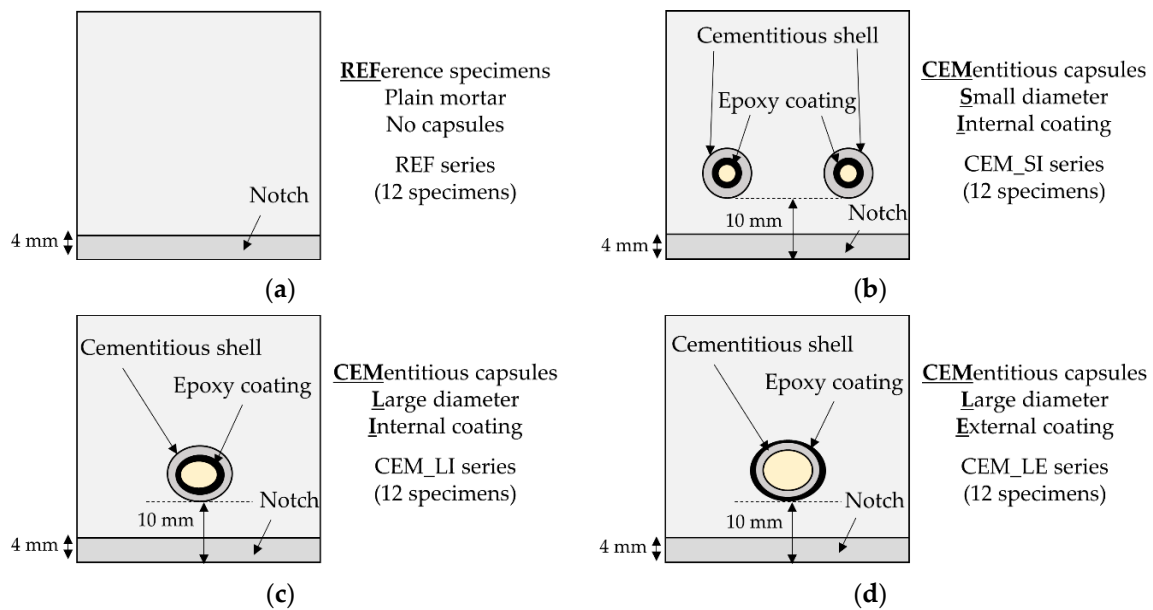 REFerence specimens
Plain mortar
No capsules
REF series
(12 specimens)
Notch
4 mm
(a)
Cementitious shell
Epoxy coating
CEMentitious capsules
Small diameter
Internal coating
CEM_SI series
(12 specimens)
10 mm
Notch
4 mm
(b)
Cementitious shell
Epoxy coating
CEMentitious capsules
Large diameter
Internal coating
CEM_LI series
(12 specimens)
Notch
10 mm
4 mm
(c)
Cementitious shell
Epoxy coating
CEMentitious capsules
Large diameter
External coating
CEM_LE series
(12 specimens)
Notch
10 mm
4 mm
(d)